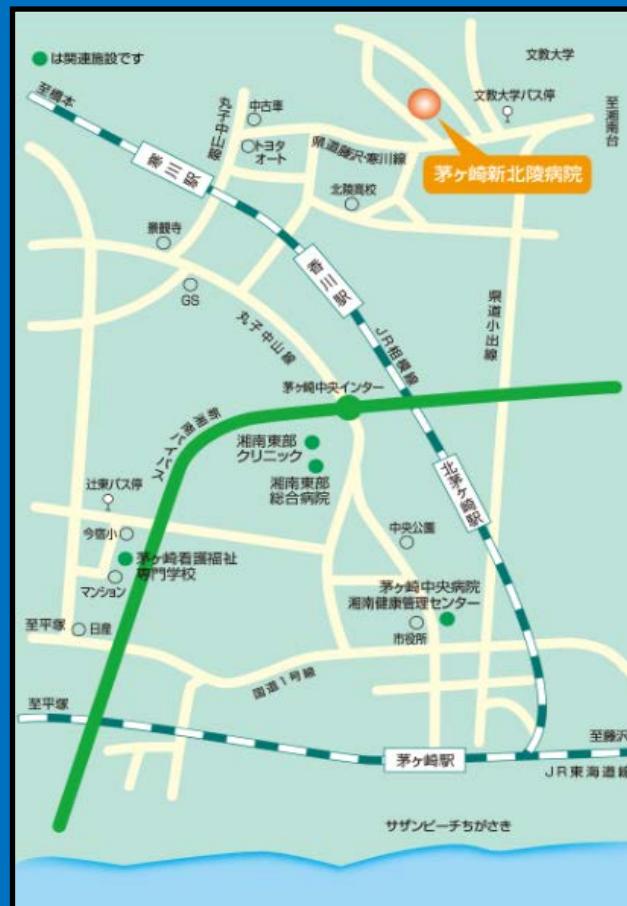 は関連施設です
文教大学
至橋本
丸子中山線
中古車
文教大学バス停
至湘南台
トヨタ
オート
県道藤沢・寒川線
寒川駅
茅ヶ崎新北陵病院
北陵高校
景観寺
香川駅
GS
丸子中山線
県道小出線
JR相模線
茅ヶ崎中央インター
新湘南バイパス
湘南東部
クリニック
湘南東部
総合病院
北茅ヶ崎駅
辻東バス停
今宿小
中央公園
茅ヶ崎看護福祉
専門学校
マンション
茅ヶ崎中央病院
湘南健康管理センター
至平塚
日産
市役所
国道1号線
至平塚
至藤沢
茅ヶ崎駅
JR東海道線
サザンビーチちがさき